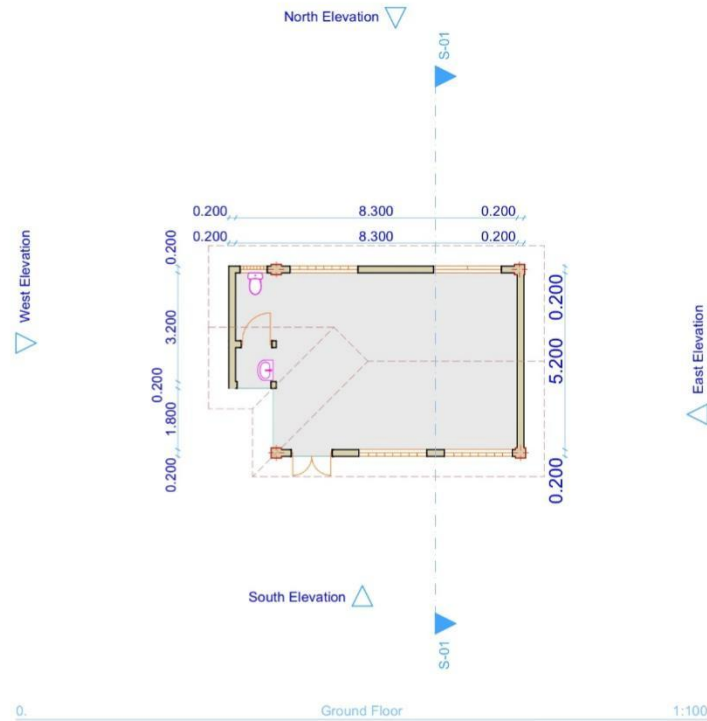 North Elevation
S-01
0.200 8.300 0.200
0.200 8.300 0.200
West Elevation
0.200
3.200
0.200
1.800
0.200
0.200
5.200
0.200
East Elevation
South Elevation
S-01
0. Ground Floor 1:100